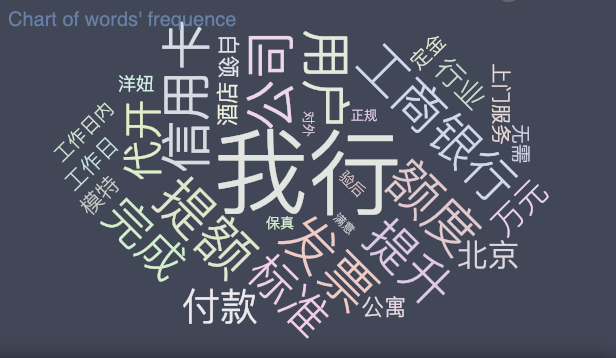 Chart of words' frequence
我行
用户
公司
信用卡
工商银行
额度
提升
发票
标准
提额
完成
代开
付款
北京
万元
公寓
行业
足金
上门服务
无需
白领
酒店
洋妞
工作日内
工作日
模特
对外
正规
验后
满意
保真